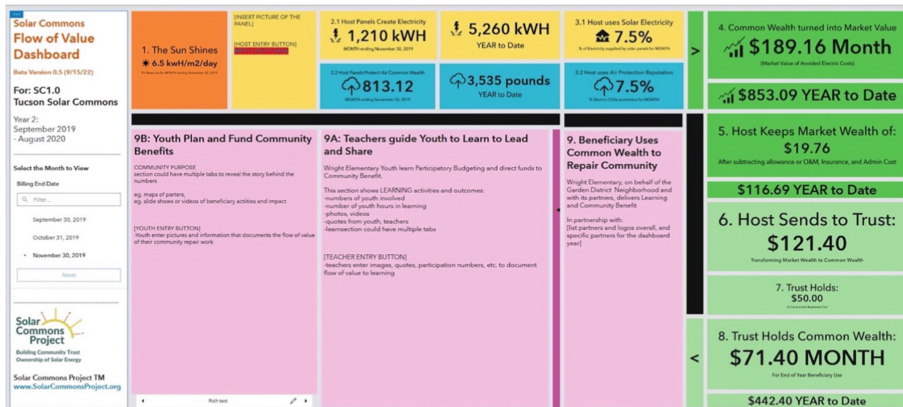 Solar Commons
Flow of Value
Dashboard
Beta Version 0.5 (9/15/22)
For: SC1.0
Tucson Solar Commons
Year 2:
September 2019
- August 2020
Select the Month to View
Billing End Date
Filter...
September 30, 2019
October 31, 2019
November 30, 2019
Reset
Solar
Commons
Project
Building Community Trust
Ownership of Solar Energy
Solar Commons Project TM
www.SolarCommonsProject.org
1. The Sun Shines
6.5 kwH/m2/day
[INSERT PICTURE OF THE
PANEL]
[HOST ENTRY BUTTON]
2.1 Host Panels Create Electricity
1,210 kWH
MONTH ending November 30, 2019
5,260 kWH
YEAR to Date
2.2 Host Panels Protect Air Common Wealth
813.12
MONTH ending November 30, 2019
3,535 pounds
YEAR to Date
3.1 Host uses Solar Electricity
7.5%
% of Electricity supplied by solar panels for MONTH
3.2 Host uses Air Protection Reputation
7.5%
>
4. Common Wealth turned into Market Value
$189.16 Month
(Market Value of Avoided Electric Costs)
$853.09 YEAR to Date
5. Host Keeps Market Wealth of:
$19.76
After subtracting allowance or O&M, Insurance, and Admin Cost
$116.69 YEAR to Date
6. Host Sends to Trust:
$121.40
Transforming Market Wealth to Common Wealth
7. Trust Holds:
$50.00
<
8. Trust Holds Common Wealth:
$71.40 MONTH
For End of Year Beneficiary Use
$442.40 YEAR to Date
9. Beneficiary Uses
Common Wealth to
Repair Community
Wright Elementary, on behalf of the
Garden District Neighborhood and
with its partners, delivers Learning
and Community Benefit
In partnership with:
[list partners and logos overall, and
specific partners for the dashboard
year]
9A: Teachers guide Youth to Learn to Lead
and Share
Wright Elementary Youth learn Participatory Budgeting and direct funds to
Community Benefit.
This section shows LEARNING activities and outcomes:
-numbers of youth involved
-number of youth hours in learning
-photos, videos
-quotes from youth, teachers
-learnsection could have multiple tabs
[TEACHER ENTRY BUTTON]
-teachers enter images, quotes, participation numbers, etc. to document
flow of value to learning
9B: Youth Plan and Fund Community
Benefits
COMMUNITY PURPOSE
section could have multiple tabs to reveal the story behind the
numbers
eg. maps of parters,
eg. slide shows or videos of beneficiary actities and impact
[YOUTH ENTRY BUTTON]
-Youth enter pictures and information that documents the flow of value
of their community repair work
Rich text